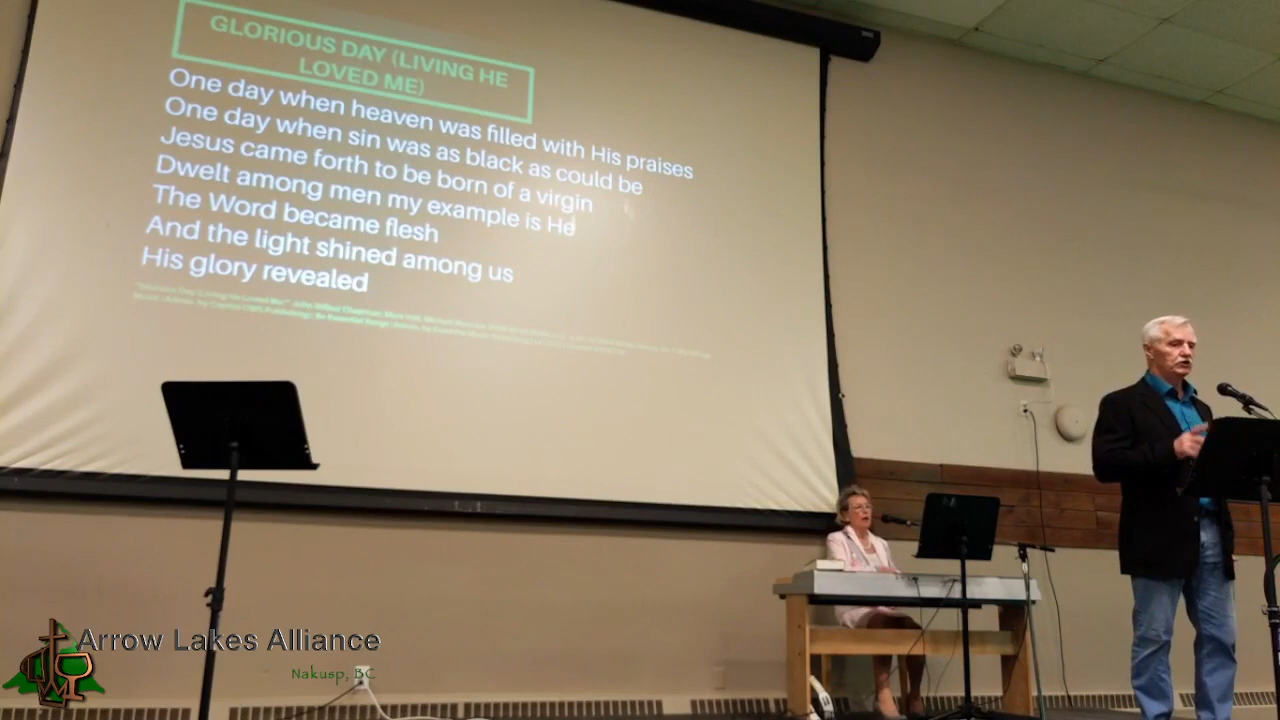 GLORIOUS DAY (LIVING HE
LOVED ME)
One day when heaven was filled with His praises
One day when sin was as black as could be
Jesus came forth to be born of a virgin
Dwelt among men my example is He
The Word became flesh
And the light shined among us
His glory revealed
Arrow Lakes Alliance
Nakusp, BC